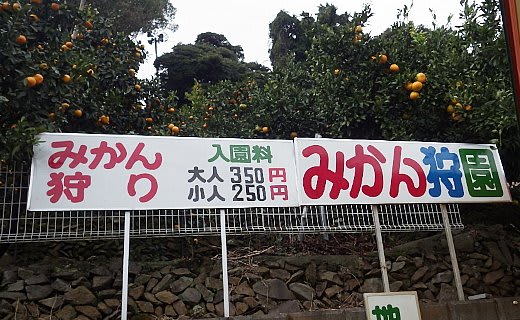 みかん
狩り
入園料
大人350円
小人250円
みかん狩園
地